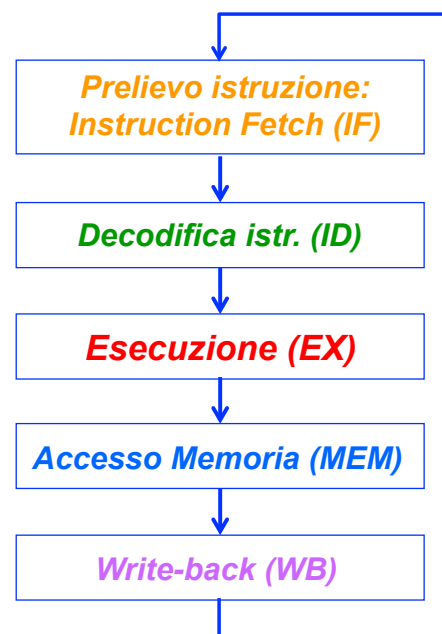 Prelievo istruzione:
Instruction Fetch (IF)
Decodifica istr. (ID)
Esecuzione (EX)
Accesso Memoria (MEM)
Write-back (WB)